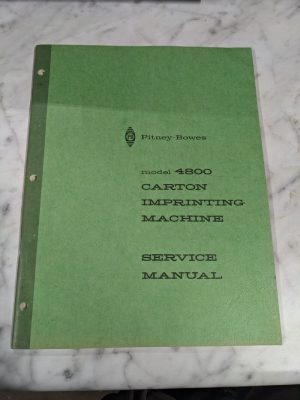 Pitney-Bowes
model 4800
CARTON
IMPRINTING
MACHINE
SERVICE
MANUAL